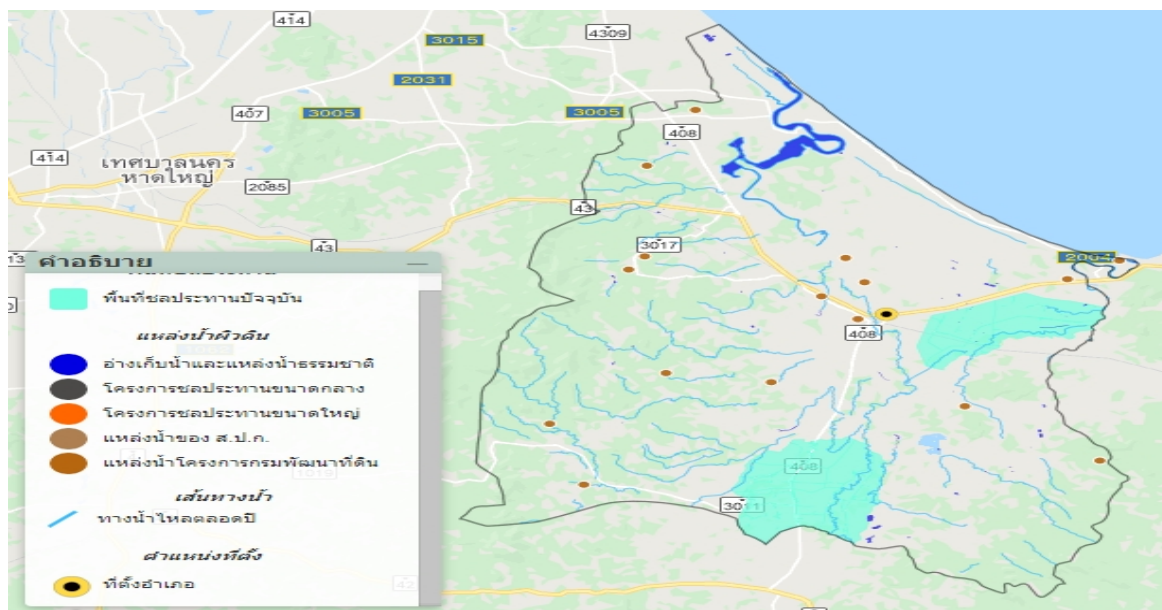 414
3015
4309
2031
407
3005
3005
408
414
เทศบาลนคร
หาดใหญ่
2085
43
3017
43
2004
408
408
3011
42
คำอธิบาย
พื้นที่ชลประทานปัจจุบัน
แหล่งน้ำผิวดิน
อ่างเก็บน้ำและแหล่งน้ำธรรมชาติ
โครงการชลประทานขนาดกลาง
โครงการชลประทานขนาดใหญ่
แหล่งน้ำของ ส.ป.ก.
แหล่งน้ำโครงการกรมพัฒนาที่ดิน
เส้นทางน้ำ
ทางน้ำไหลตลอดปี
ตำแหน่งที่ตั้ง
ที่ตั้งอำเภอ